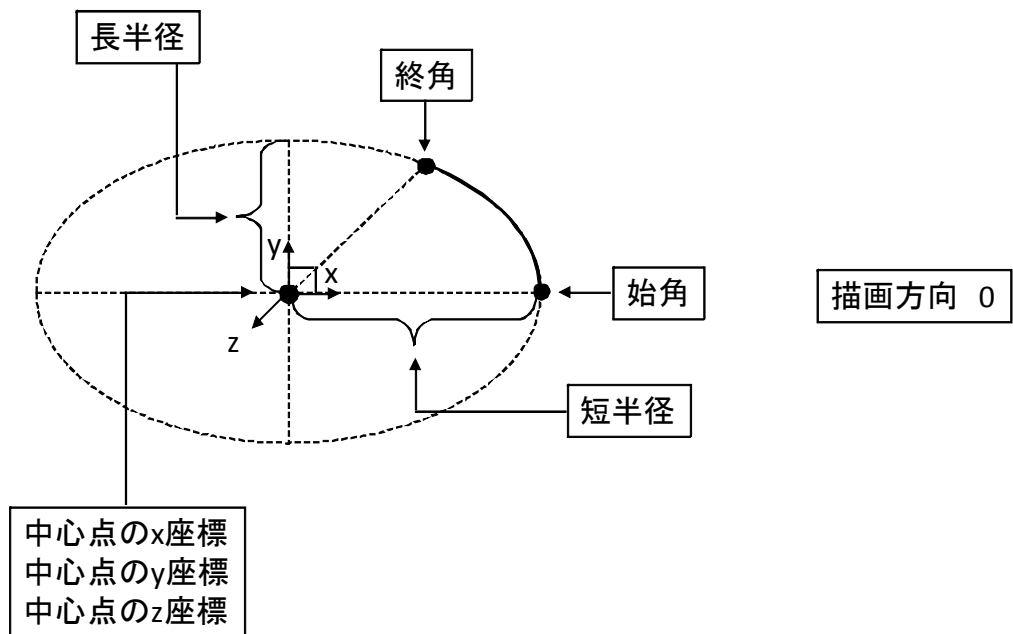 長半径
終角
y
x
z
始角
描画方向 0
短半径
中心点のx座標
中心点のy座標
中心点のz座標